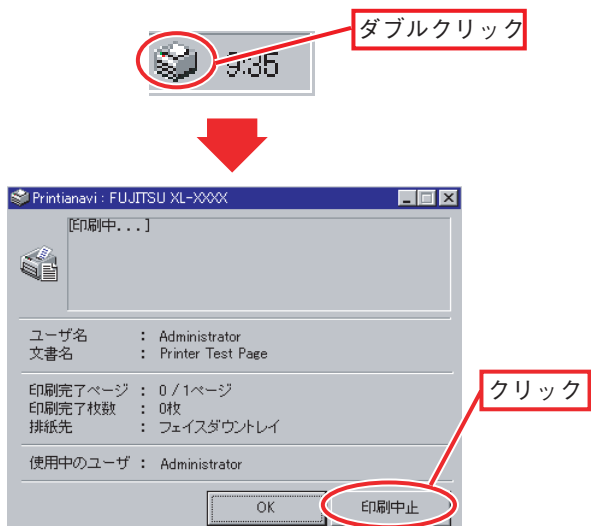 ダブルクリック
9:35
Printianavi : FUJITSU XL-XXXX
[印刷中...]
ユーザ名 : Administrator
文書名 : Printer Test Page
印刷完了ページ : 0 / 1ページ
印刷完了枚数 : 0枚
排紙先 : フェイスダウントレイ
クリック
使用中のユーザ : Administrator
OK 印刷中止